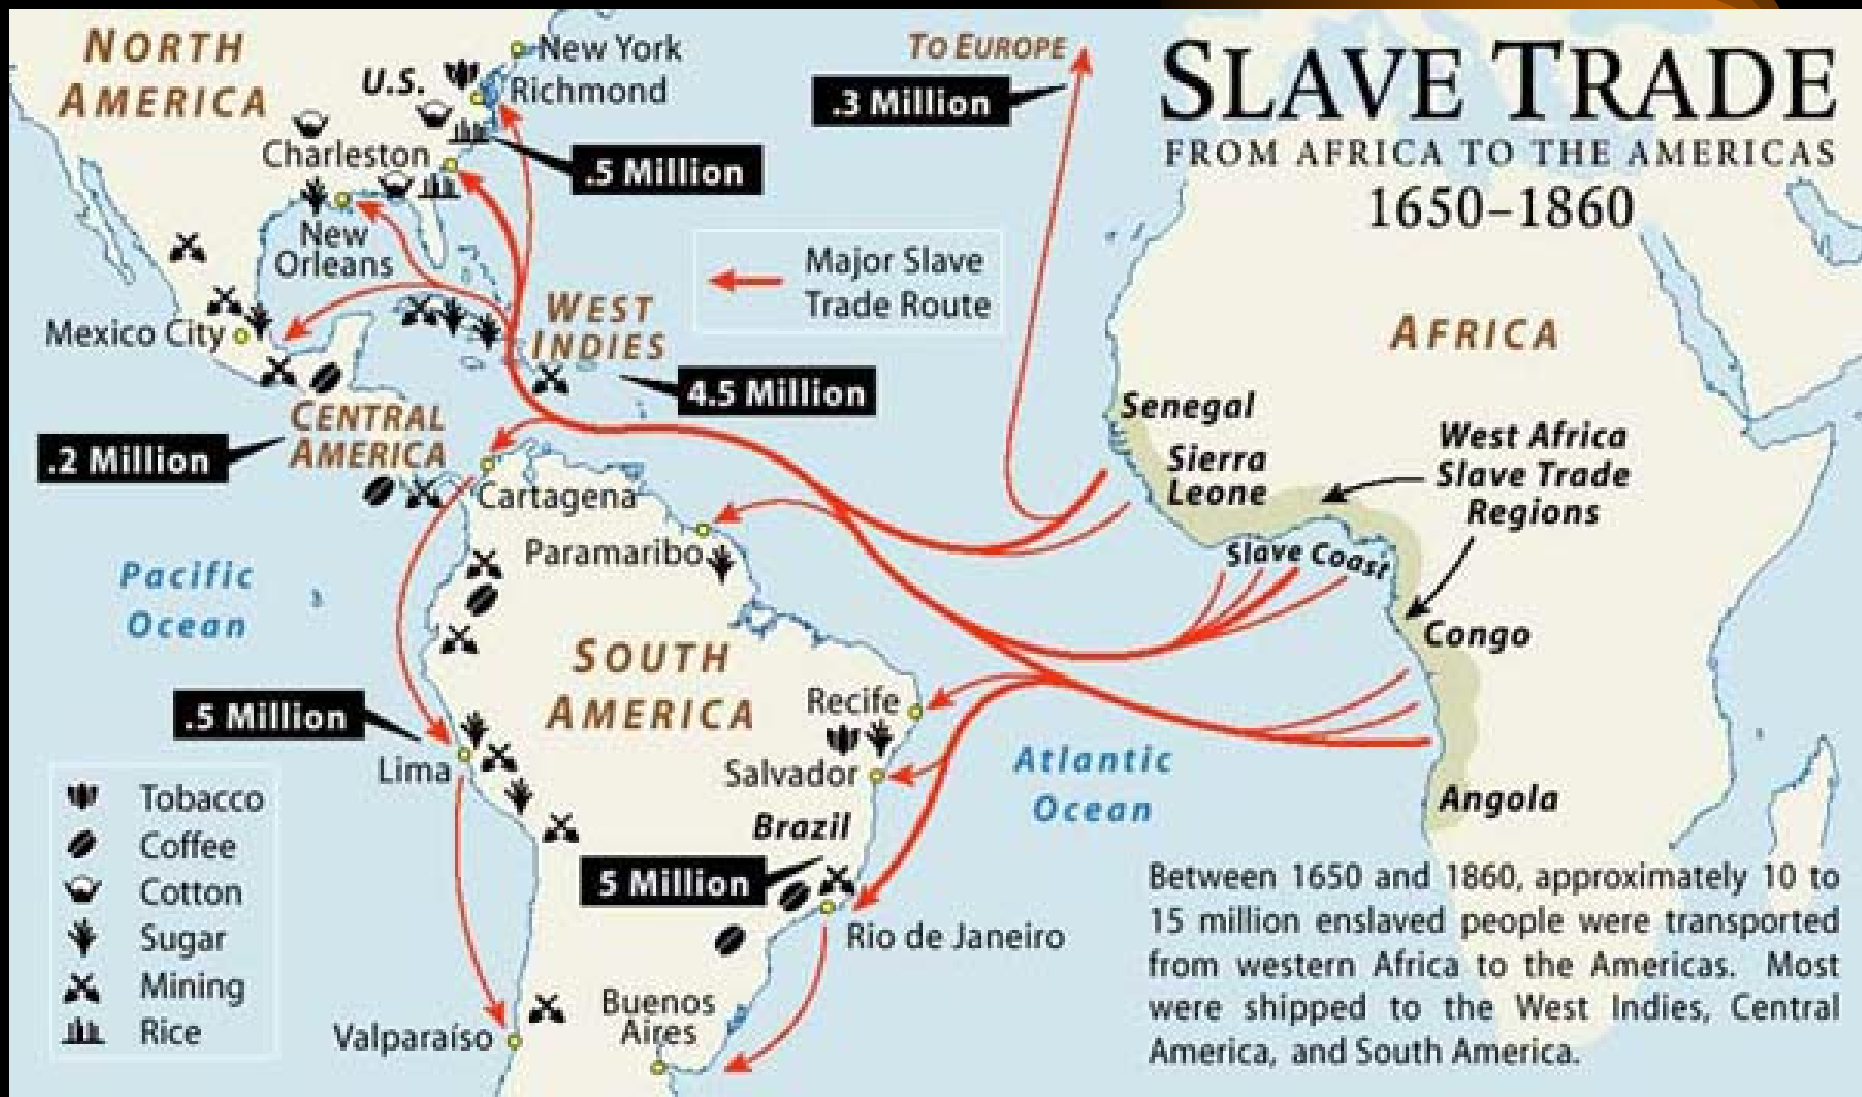 SLAVE TRADE
FROM AFRICA TO THE AMERICAS
1650–1860
NORTH
AMERICA
U.S.
New York
Richmond
TO EUROPE
.3 Million
.5 Million
Charleston
New
Orleans
Major Slave
Trade Route
Mexico City
WEST
INDIES
4.5 Million
CENTRAL
AMERICA
.2 Million
AFRICA
Senegal
Sierra
Leone
West Africa
Slave Trade
Regions
Slave Coast
Congo
Angola
Cartagena
Paramaribo
Pacific
Ocean
SOUTH
AMERICA
Recife
Salvador
Brazil
.5 Million
Lima
5 Million
Rio de Janeiro
Atlantic
Ocean
Buenos
Aires
Valparaíso
Tobacco
Coffee
Cotton
Sugar
Mining
Rice
Between 1650 and 1860, approximately 10 to
15 million enslaved people were transported
from western Africa to the Americas. Most
were shipped to the West Indies, Central
America, and South America.